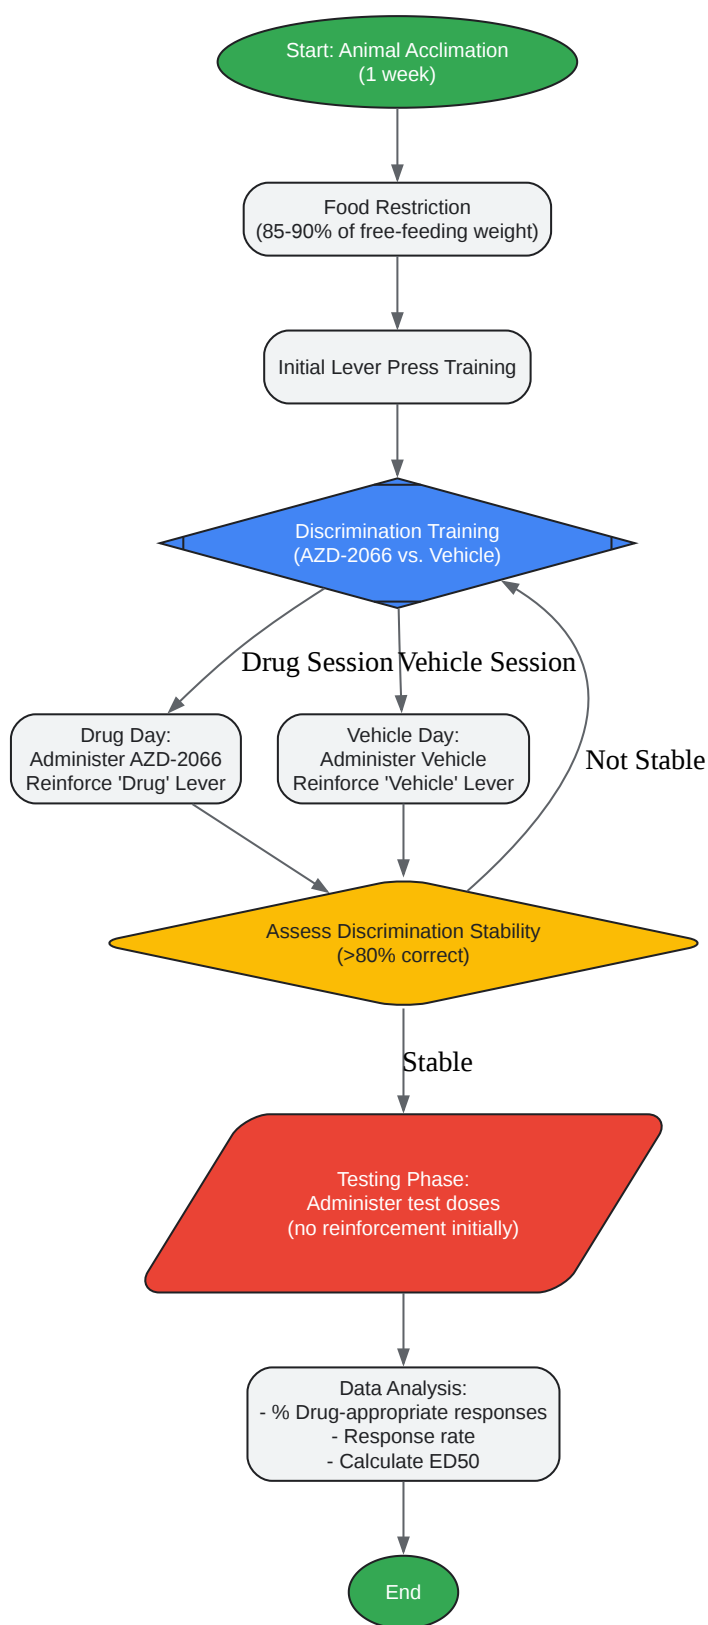 Start: Animal Acclimation
(1 week)
Food Restriction
(85-90% of free-feeding weight)
Initial Lever Press Training
Discrimination Training
(AZD-2066 vs. Vehicle)
Drug Session
Vehicle Session
Drug Day:
Administer AZD-2066
Reinforce 'Drug' Lever
Vehicle Day:
Administer Vehicle
Reinforce 'Vehicle' Lever
Not Stable
Assess Discrimination Stability
(>80% correct)
Stable
Testing Phase:
Administer test doses
(no reinforcement initially)
Data Analysis:
- % Drug-appropriate responses
- Response rate
- Calculate ED50
End